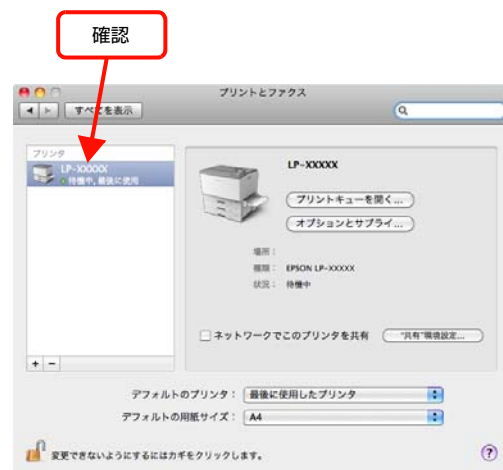 確認
プリントとファクス
すべてを表示
プリンタ
LP-XXXXX
待機中, 最後に使用
LP-XXXXX
プリントキューを開く...
オプションとサプライ...
場所：
種類： EPSON LP-XXXXX
状況： 待機中
ネットワークでこのプリンタを共有
“共有”環境設定...
+ -
デフォルトのプリンタ： 最後に使用したプリンタ
デフォルトの用紙サイズ： A4
変更できないようにするにはカギをクリックします。
?